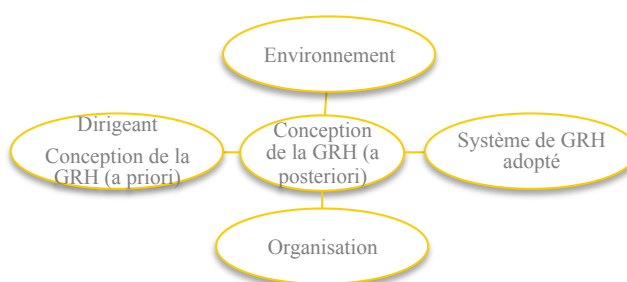 Environnement
Dirigeant
Conception de la
GRH (a priori)
Conception
de la GRH (a
posteriori)
Système de GRH
adopté
Organisation